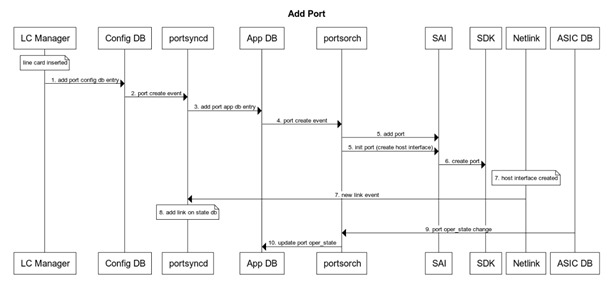 Add Port
LC Manager Config DB portsyncd App DB portsorch SAI SDK Netlink ASIC DB
line card inserted
1. add port config db entry
2. port create event
3. add port app db entry
4. port create event
5. add port
5. init port (create host interface)
6. create port
7. host interface created
7. new link event
8. add link on state db
9. port oper_state change
10. update port oper_state
LC Manager Config DB portsyncd App DB portsorch SAI SDK Netlink ASIC DB